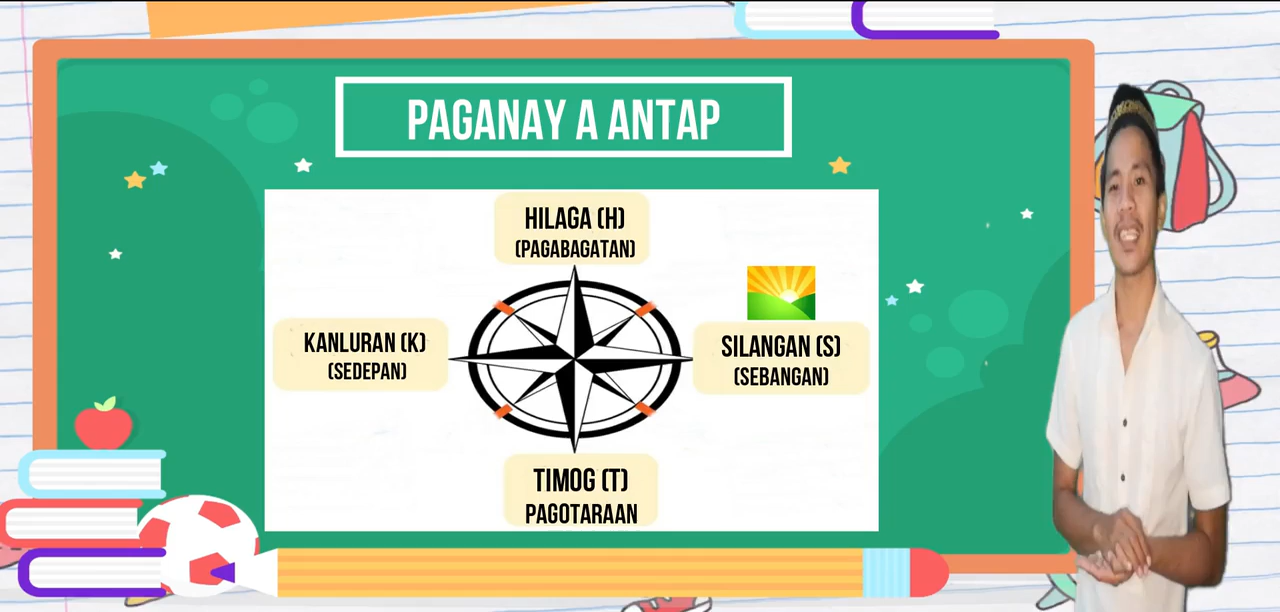 PAGANAY A ANTAP
HILAGA (H)
(PAGABAGATAN)
KANLURAN (K)
(SEDEPAN)
SILANGAN (S)
(SEBANGAN)
TIMOG (T)
PAGOTARAAN